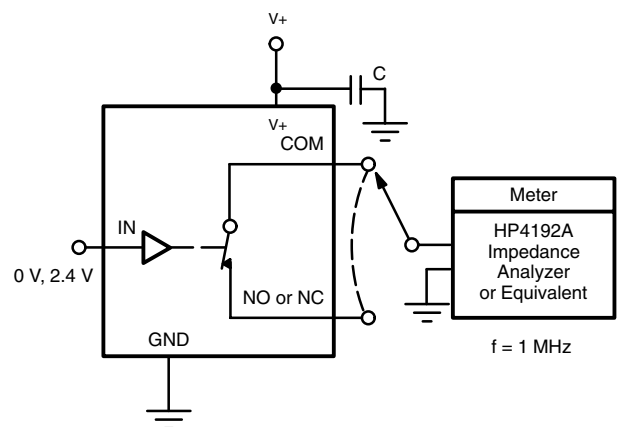 V+
C
V+
COM
IN
0 V, 2.4 V
NO or NC
GND
Meter
HP4192A
Impedance
Analyzer
or Equivalent
f = 1 MHz